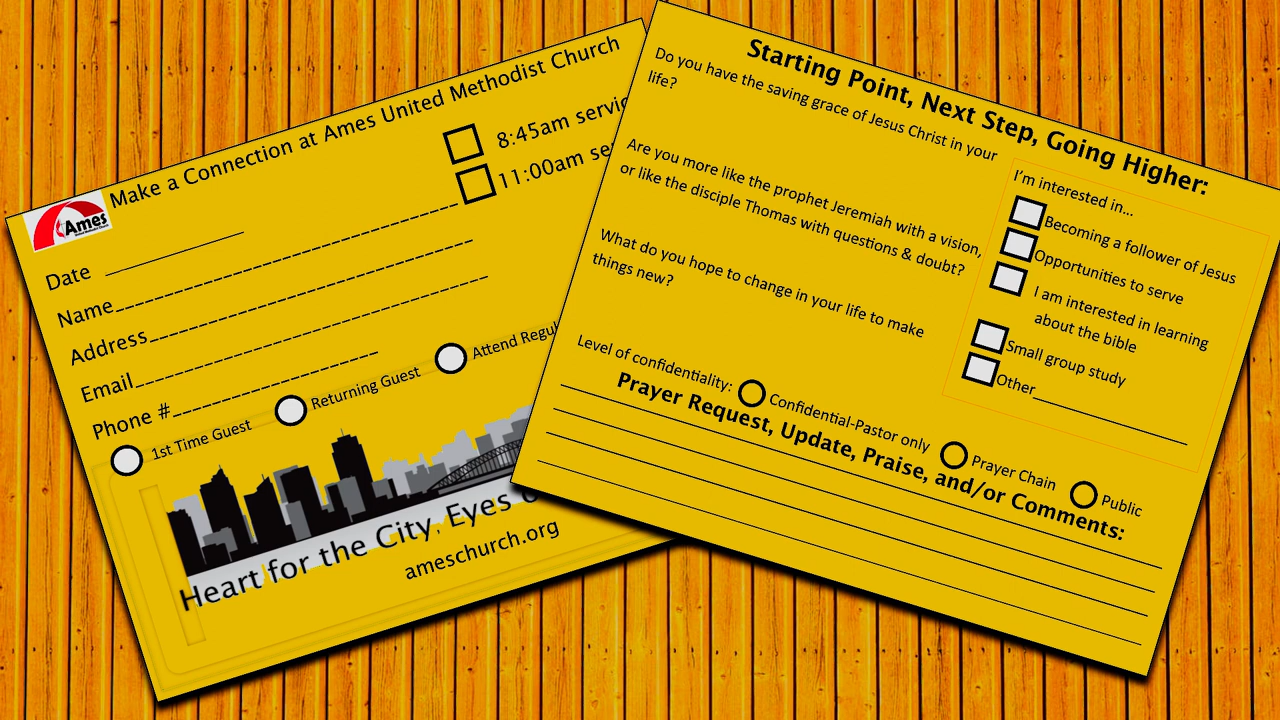 Make a Connection at Ames United Methodist Church
Ames
8:45am
11:00am
Date
Name
Address
Email
Phone #
1st Time Guest
Returning Guest
Attend
Heart for the City, Eyes
ameschurch.org
Starting Point, Next Step, Going Higher:
Do you have the saving grace of Jesus Christ in your
life?
Are you more like the prophet Jeremiah with a vision,
or like the disciple Thomas with questions & doubt?
What do you hope to change in your life to make
things new?
I'm interested in...
Becoming a follower of Jesus
Opportunities to serve
I am interested in learning
about the bible
Small group study
Other
Level of confidentiality:
Confidential-Pastor only
Prayer Chain
Public
Prayer Request, Update, Praise, and/or Comments: